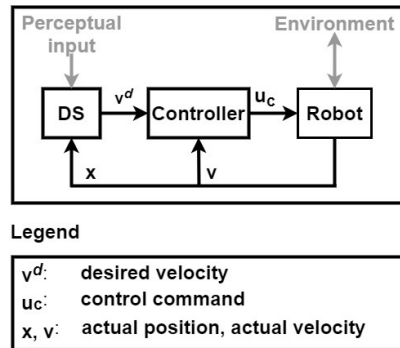 Perceptual Environment
input
v^d u_c
DS Controller Robot
x v
Legend
v^d: desired velocity
u_c: control command
x, v: actual position, actual velocity